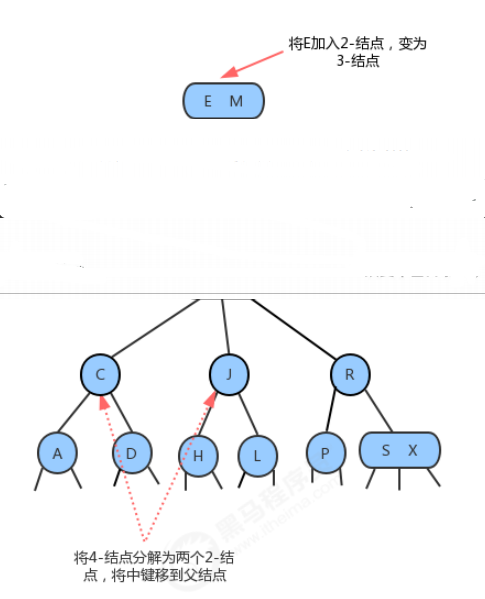 将E加入2-结点，变为
3-结点
E M
C J R
A D H L P S X
将4-结点分解为两个2-结
点，将中键移到父结点
黑马程序
www.itheima.com